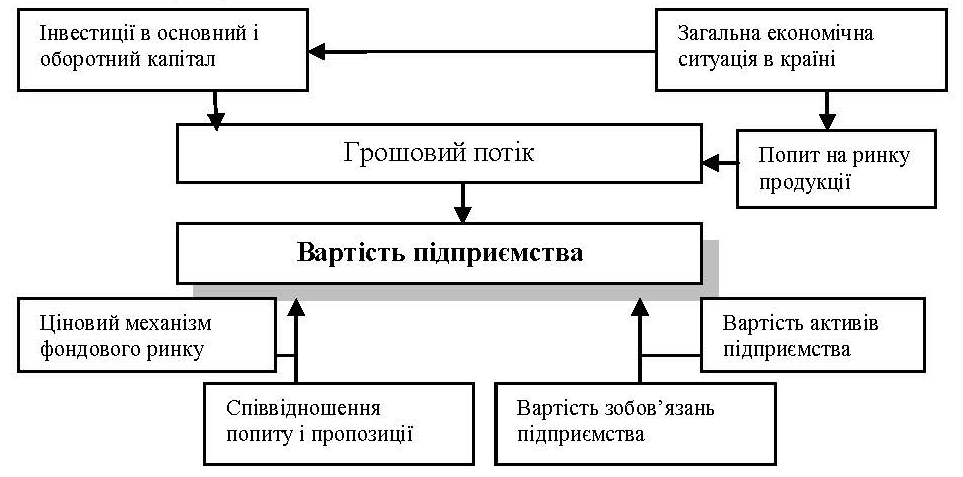 Інвестиції в основний і
оборотний капітал
Загальна економічна
ситуація в країні
Грошовий потік
Попит на ринку
продукції
Вартість підприємства
Ціновий механізм
фондового ринку
Вартість активів
підприємства
Співвідношення
попиту і пропозиції
Вартість зобов’язань
підприємства